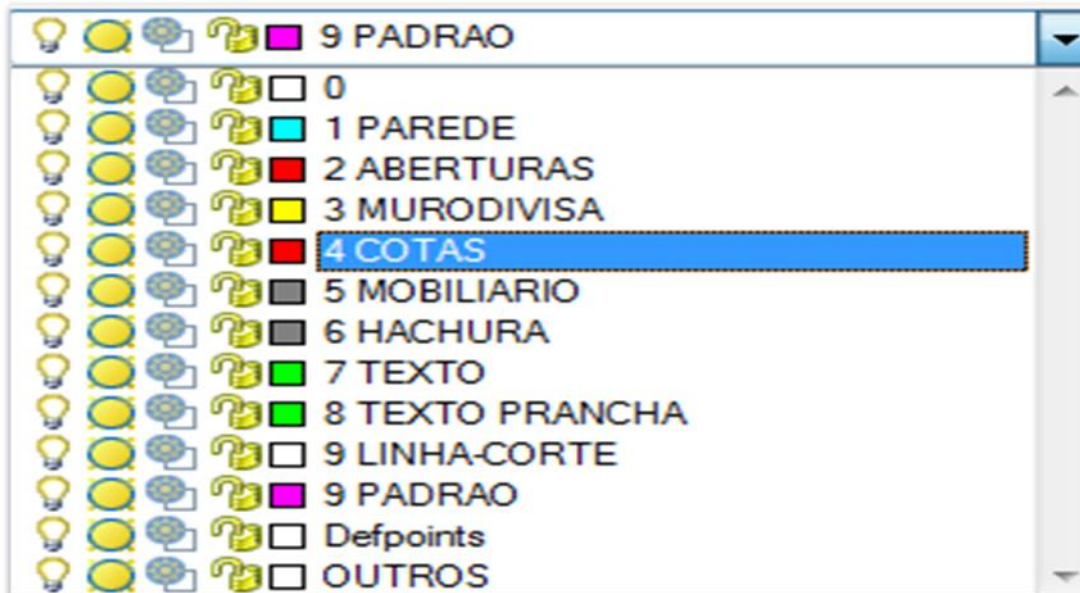 9 PADRAO
0
1 PAREDE
2 ABERTURAS
3 MURODIVISA
4 COTAS
5 MOBILIARIO
6 HACHURA
7 TEXTO
8 TEXTO PRANCHA
9 LINHA-CORTE
9 PADRAO
Defpoints
OUTROS